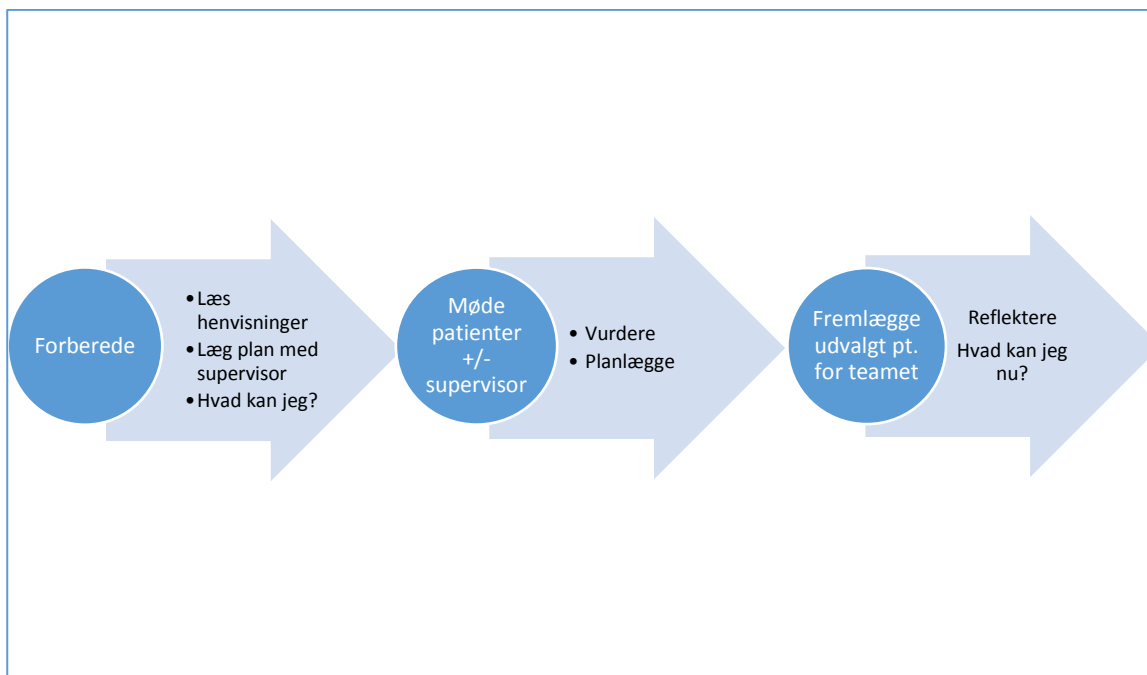 Forberede
•Læs
henvisninger
•Læg plan med
supervisor
•Hvad kan jeg?
Møde
patienter
+/-
supervisor
• Vurdere
• Planlægge
Fremlægge
udvalgt pt.
for teamet
Reflektere
Hvad kan jeg
nu?